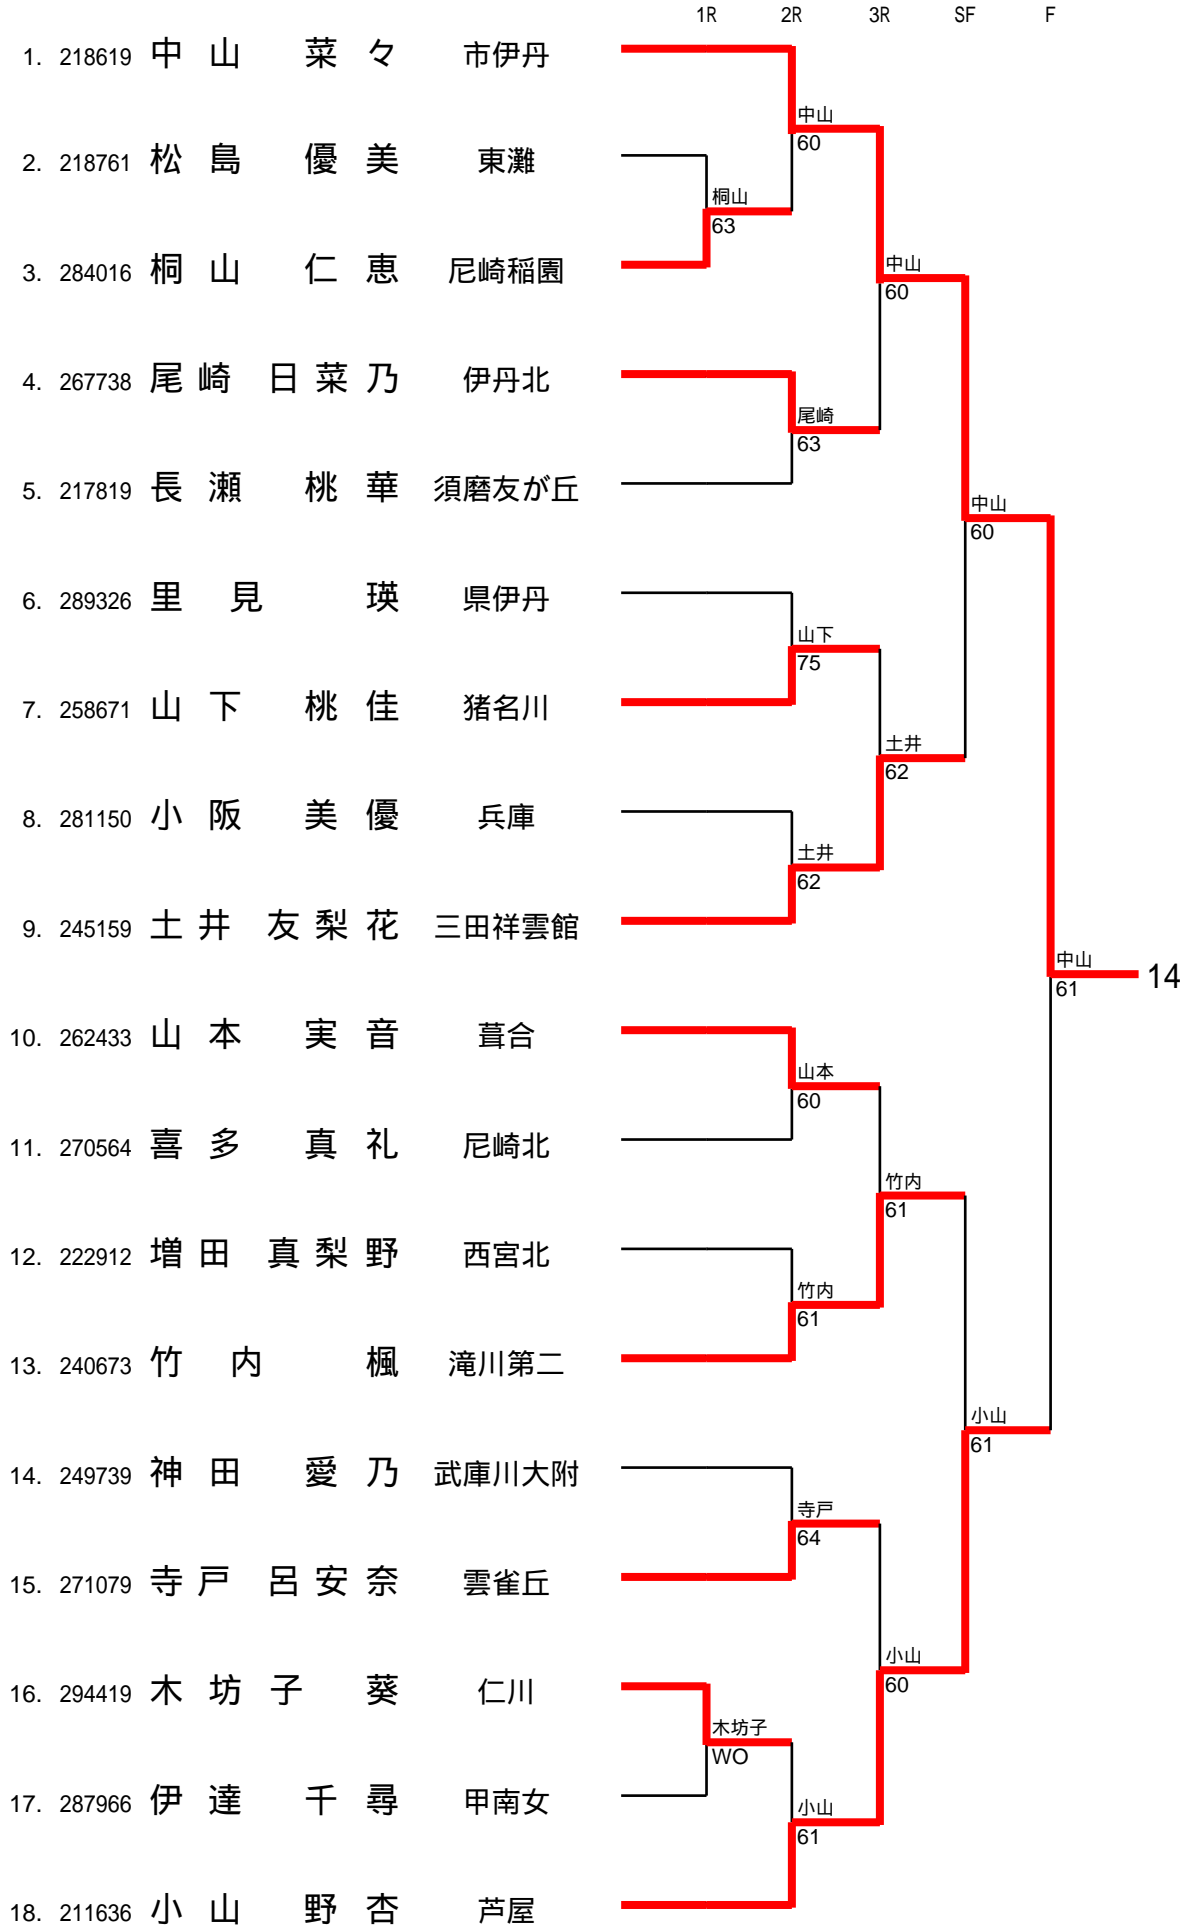 1R 2R 3R SF F
1. 218619 中山 菜々 市伊丹
中山
60
2. 218761 松島 優美 東灘
桐山
63
3. 284016 桐山 仁恵 尼崎稲園
中山
60
4. 267738 尾崎 日菜乃 伊丹北
尾崎
63
5. 217819 長瀬 桃華 須磨友が丘
中山
60
6. 289326 里見 瑛 県伊丹
山下
75
7. 258671 山下 桃佳 猪名川
土井
62
8. 281150 小阪 美優 兵庫
土井
62
9. 245159 土井 友梨花 三田祥雲館
中山
61 14
10. 262433 山本 実音 葺合
山本
60
11. 270564 喜多 真礼 尼崎北
竹内
61
12. 222912 増田 真梨野 西宮北
竹内
61
13. 240673 竹内 楓 滝川第二
小山
61
14. 249739 神田 愛乃 武庫川大附
寺戸
64
15. 271079 寺戸 呂安奈 雲雀丘
小山
60
16. 294419 木坊子 葵 仁川
木坊子
WO
17. 287966 伊達 千尋 甲南女
小山
61
18. 211636 小山 野杏 芦屋